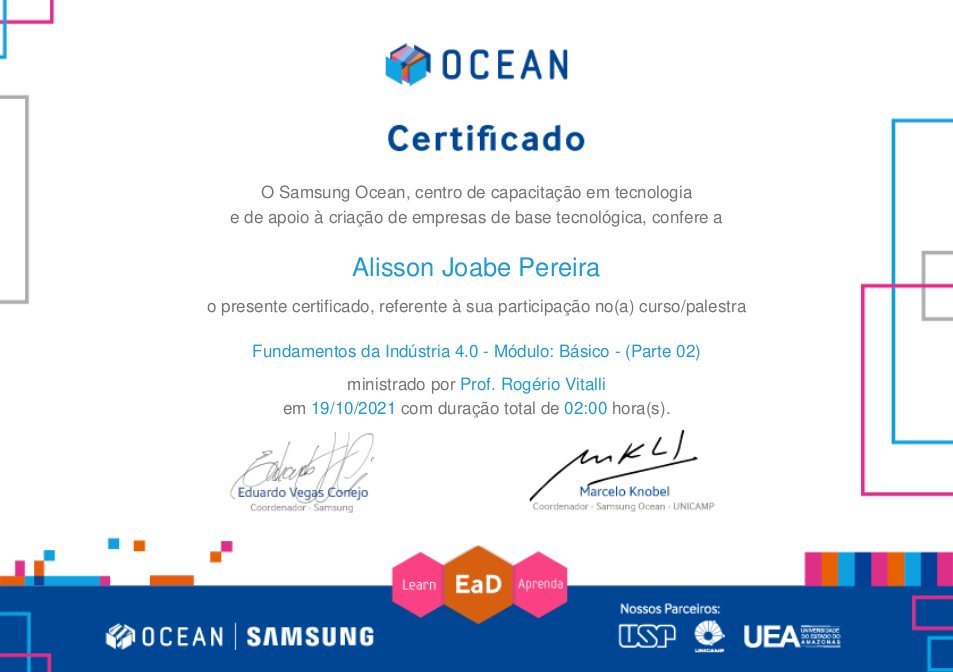 OCEAN
Certificado
O Samsung Ocean, centro de capacitação em tecnologia
e de apoio à criação de empresas de base tecnológica, confere a
Alisson Joabe Pereira
o presente certificado, referente à sua participação no(a) curso/palestra
Fundamentos da Indústria 4.0 - Módulo: Básico - (Parte 02)
ministrado por Prof. Rogério Vitalli
em 19/10/2021 com duração total de 02:00 hora(s).
Eduardo Vegas Conejo
Coordenador - Samsung
Marcelo Knobel
Coordenador - Samsung Ocean - UNICAMP
Learn EaD Aprenda
OCEAN | SAMSUNG
Nossos Parceiros:
USP
UNICAMP
UEA UNIVERSIDADE
DO ESTADO DO
AMAZONAS